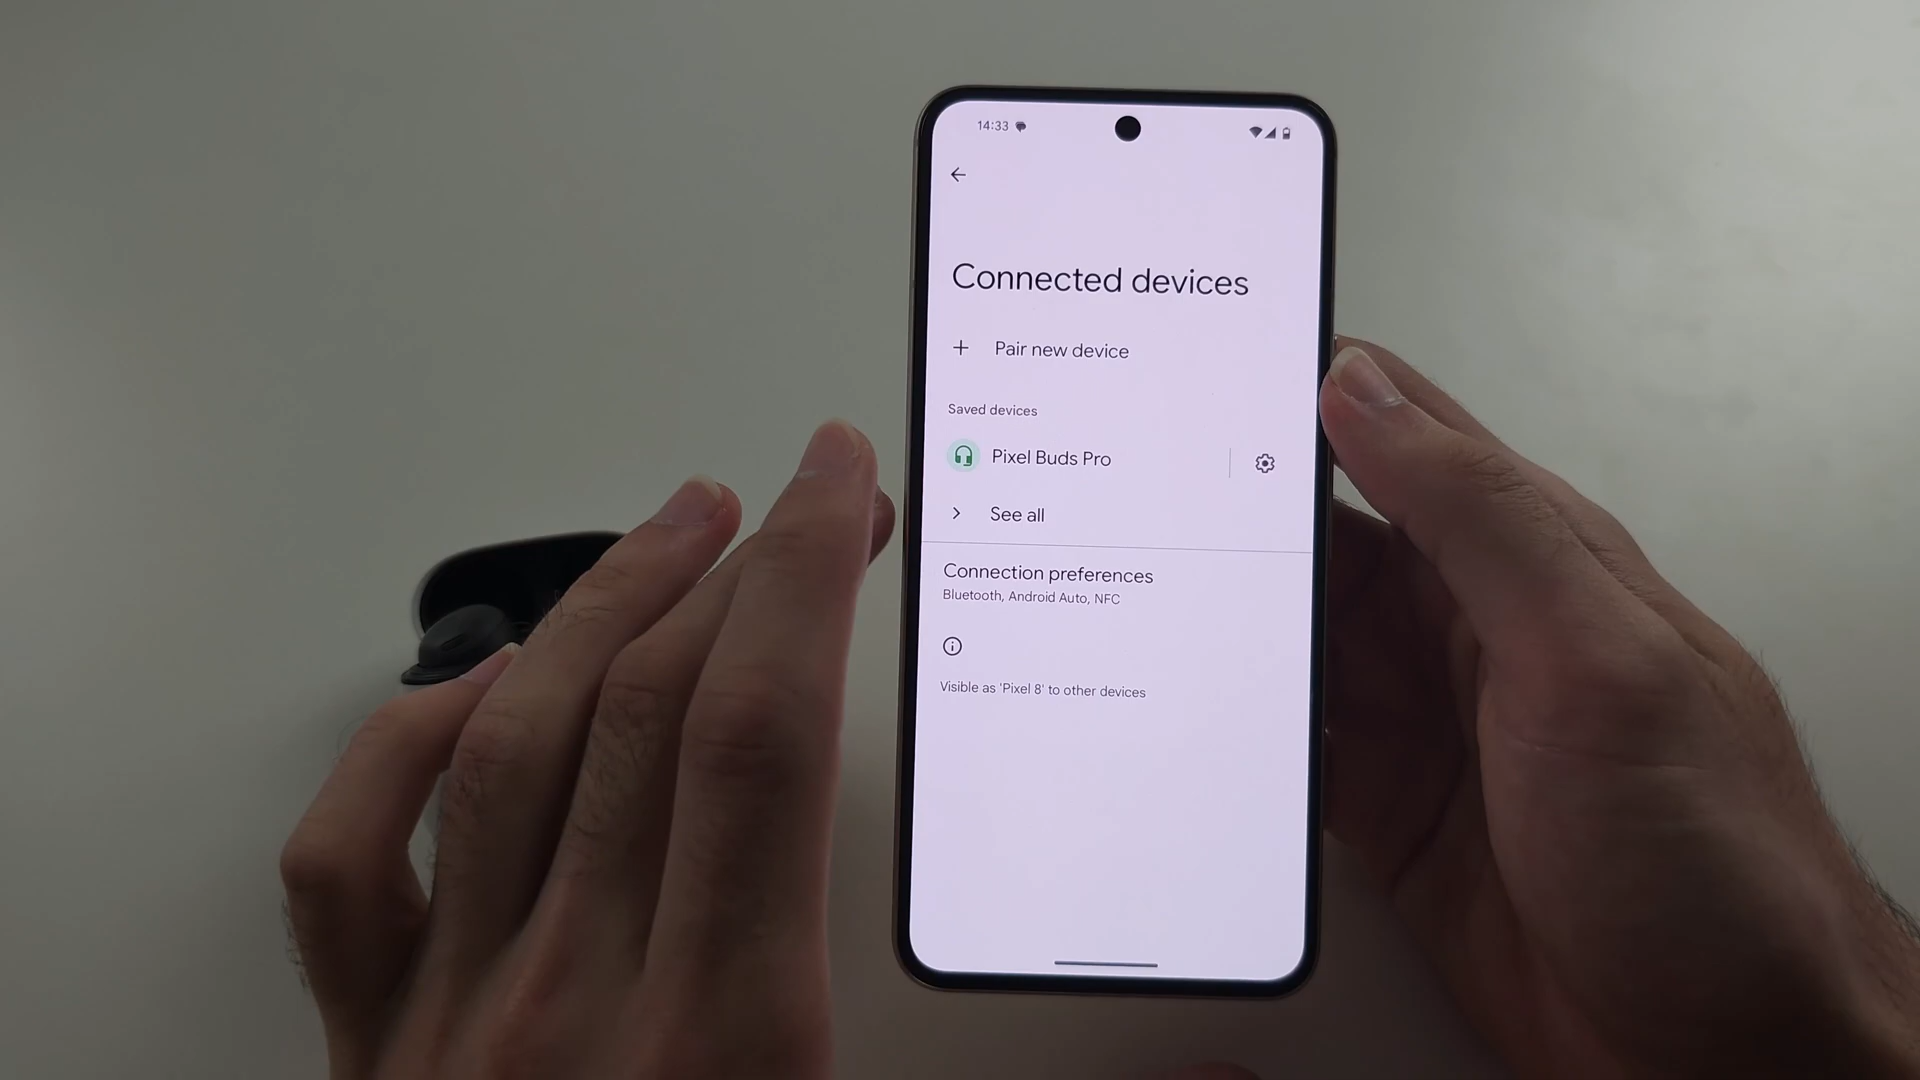 14:33
Connected devices
Pair new device
Saved devices
Pixel Buds Pro
See all
Connection preferences
Bluetooth, Android Auto, NFC
Visible as 'Pixel 8' to other devices